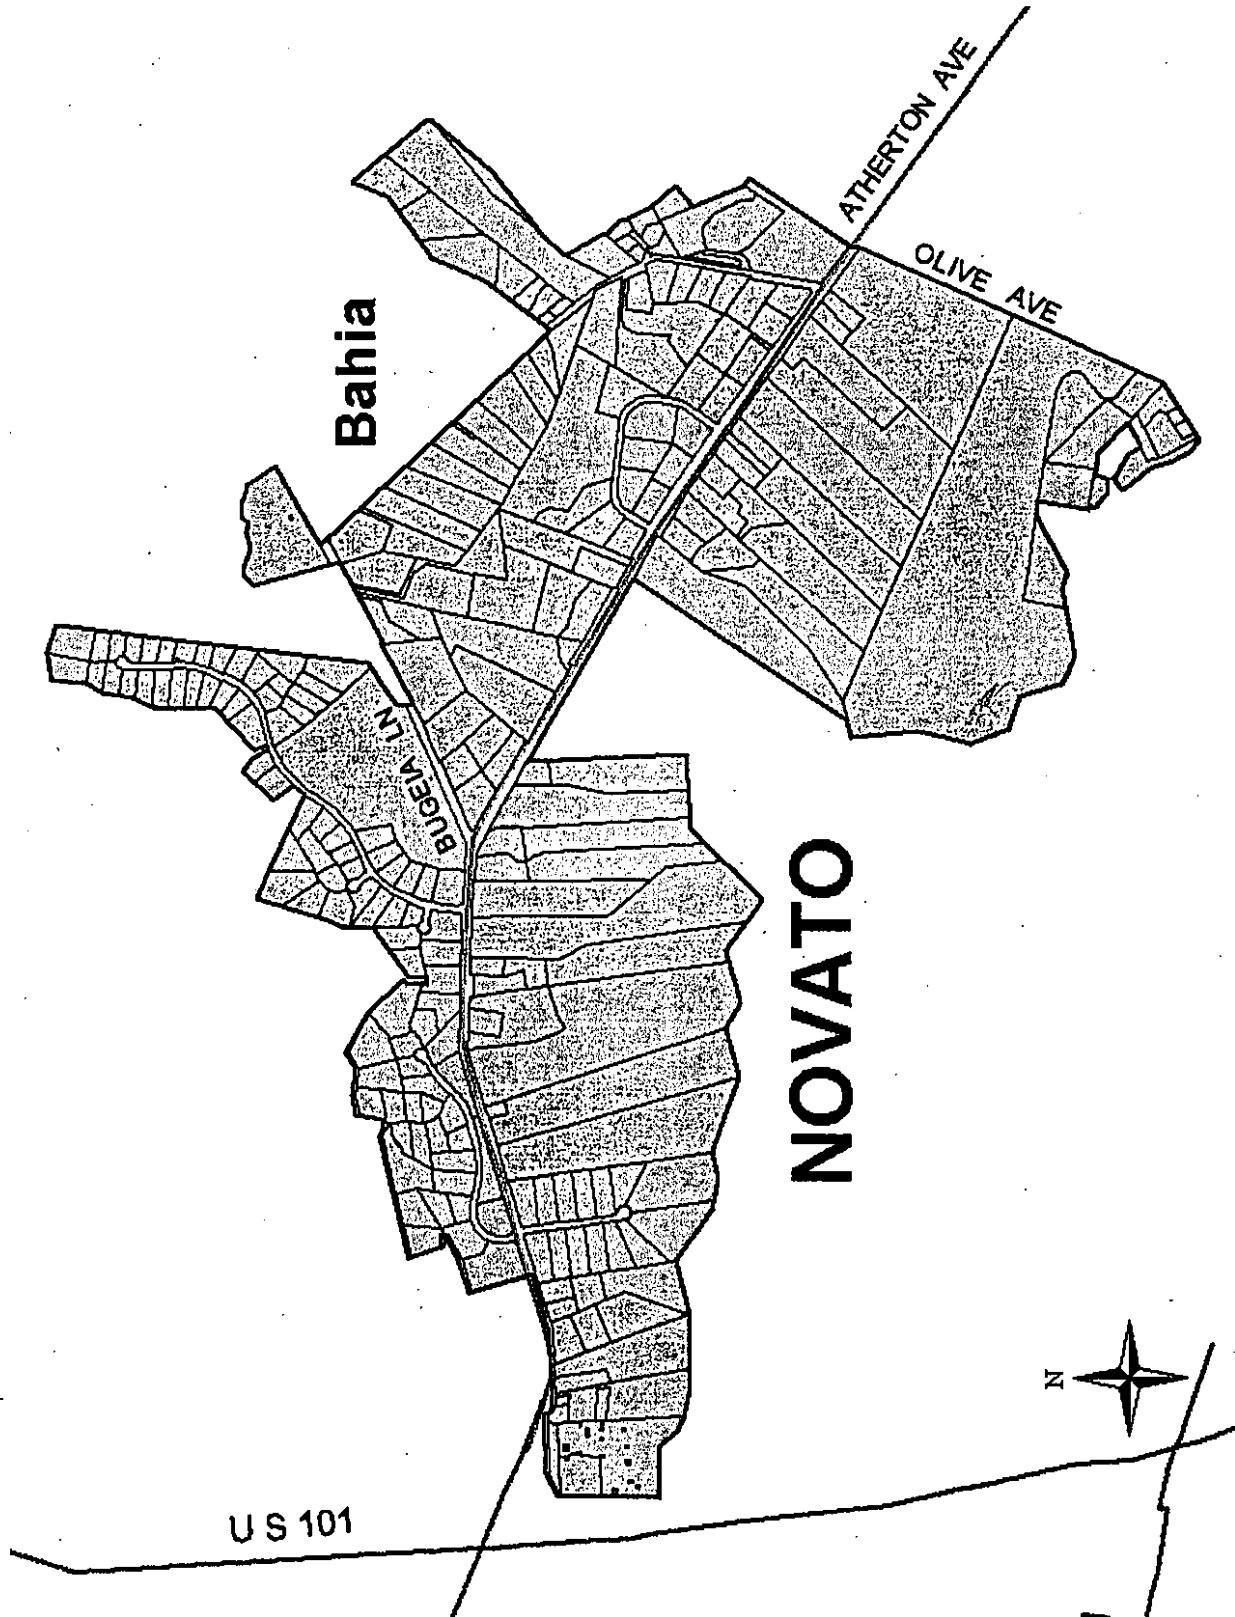 ATHERTON AVE
OLIVE AVE
Bahia
BUGEIA LN
NOVATO
N
U S 101